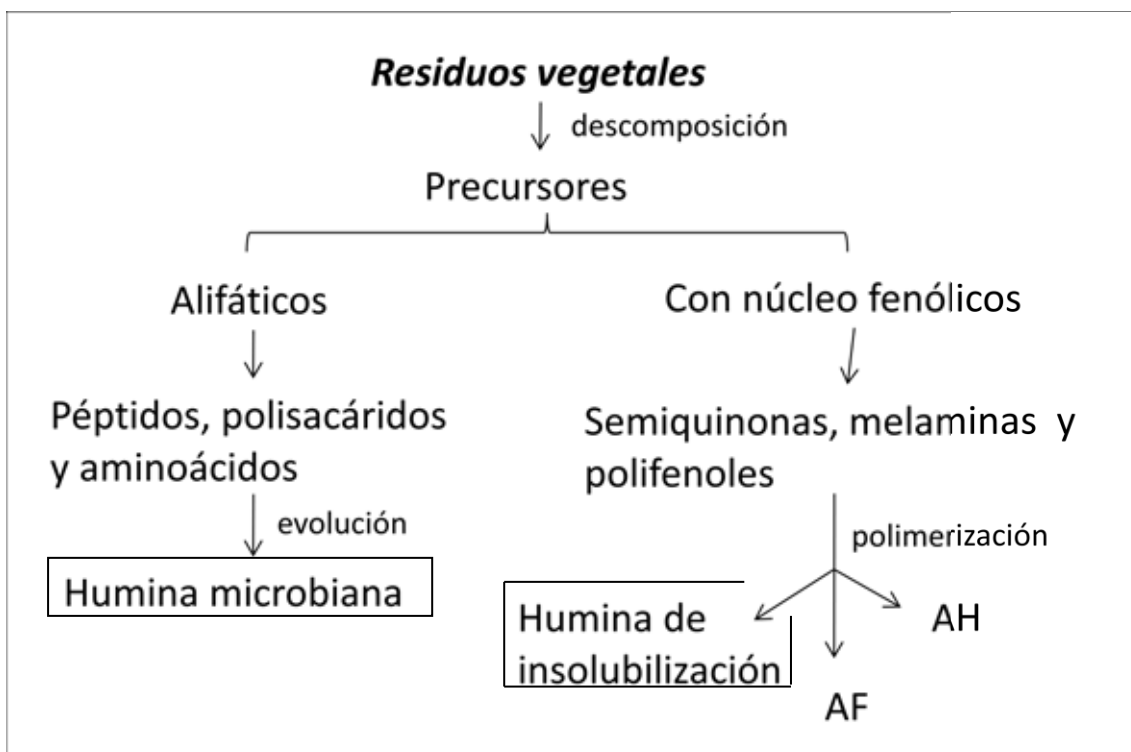 Residuos vegetales
descomposición
Precursores
Alifáticos
Con núcleo fenólicos
Péptidos, polisacáridos
y aminoácidos
Semiquinonas, melaminas y
polifenoles
evolución
polimerización
Humina microbiana
Humina de
insolubilización
AH
AF